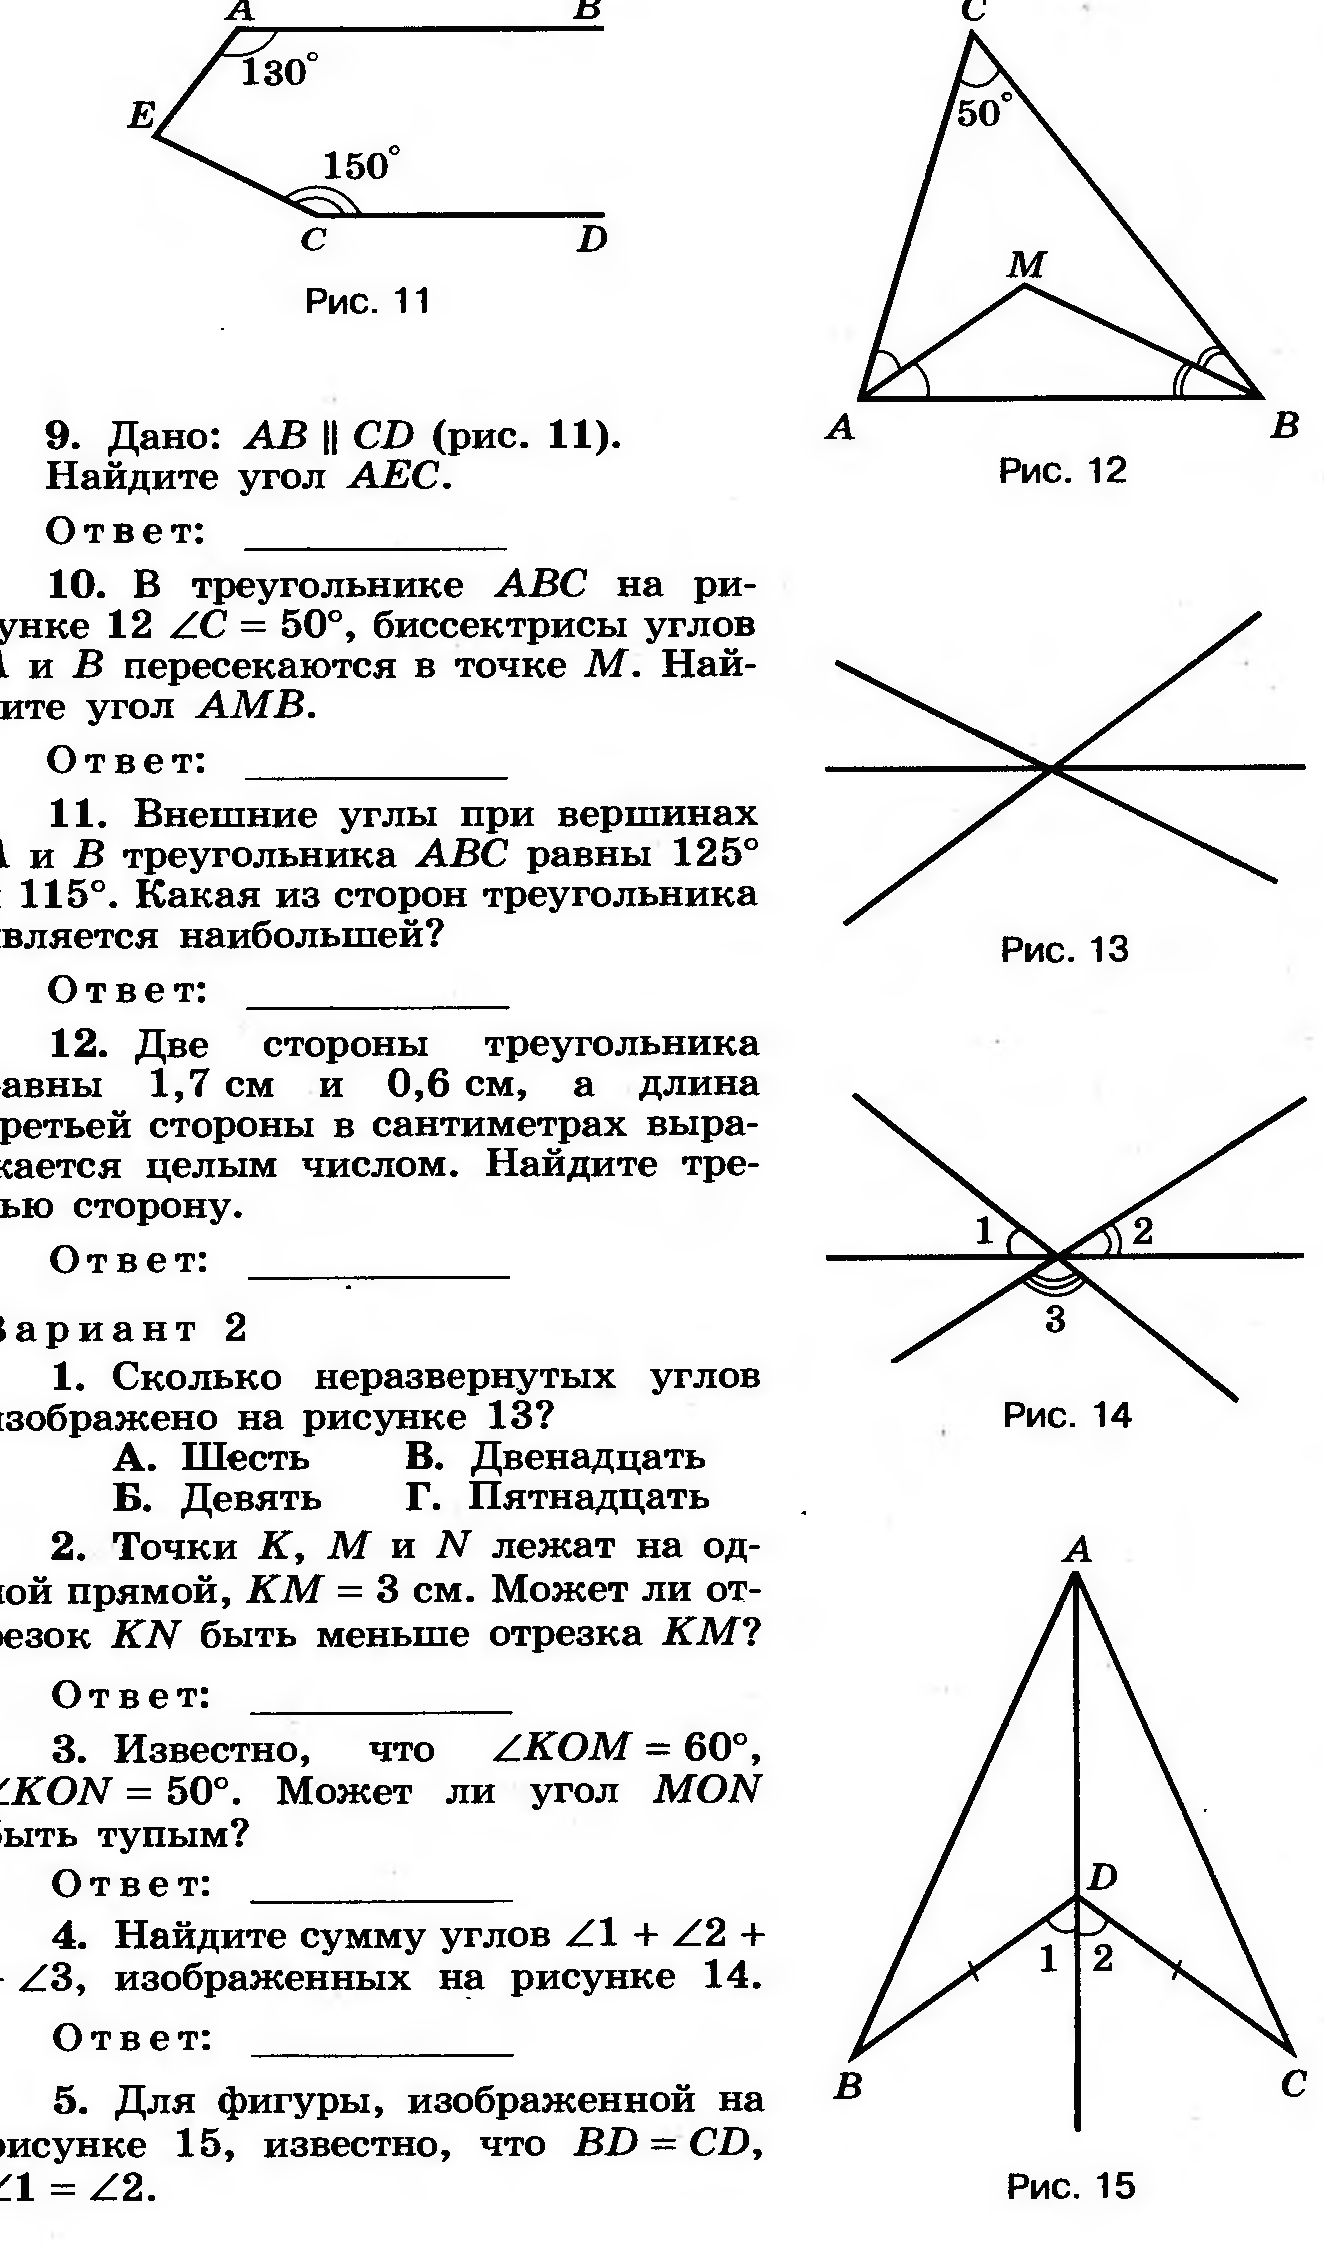 A B
130°
E
150°
C D
Рис. 11
C
50°
M
A B
Рис. 12
9. Дано: AB || CD (рис. 11).
Найдите угол AEC.
Ответ:
10. В треугольнике ABC на ри-
унке 12 ∠C = 50°, биссектрисы углов
и B пересекаются в точке M. Най-
ите угол AMB.
Ответ:
11. Внешние углы при вершинах
и B треугольника ABC равны 125°
115°. Какая из сторон треугольника
вляется наибольшей?
Ответ:
12. Две стороны треугольника
авны 1,7 см и 0,6 см, а длина
ретьей стороны в сантиметрах выра-
жается целым числом. Найдите тре-
ью сторону.
Ответ:
Рис. 13
1 2
3
Рис. 14
Вариант 2
1. Сколько неразвернутых углов
изображено на рисунке 13?
А. Шесть В. Двенадцать
Б. Девять Г. Пятнадцать
2. Точки K, M и N лежат на од-
ной прямой, KM = 3 см. Может ли от-
резок KN быть меньше отрезка KM?
Ответ:
3. Известно, что ∠KOM = 60°,
∠KON = 50°. Может ли угол MON
быть тупым?
Ответ:
4. Найдите сумму углов ∠1 + ∠2 +
+ ∠3, изображенных на рисунке 14.
Ответ:
5. Для фигуры, изображенной на
рисунке 15, известно, что BD = CD,
∠1 = ∠2.
A
D
1 2
B C
Рис. 15